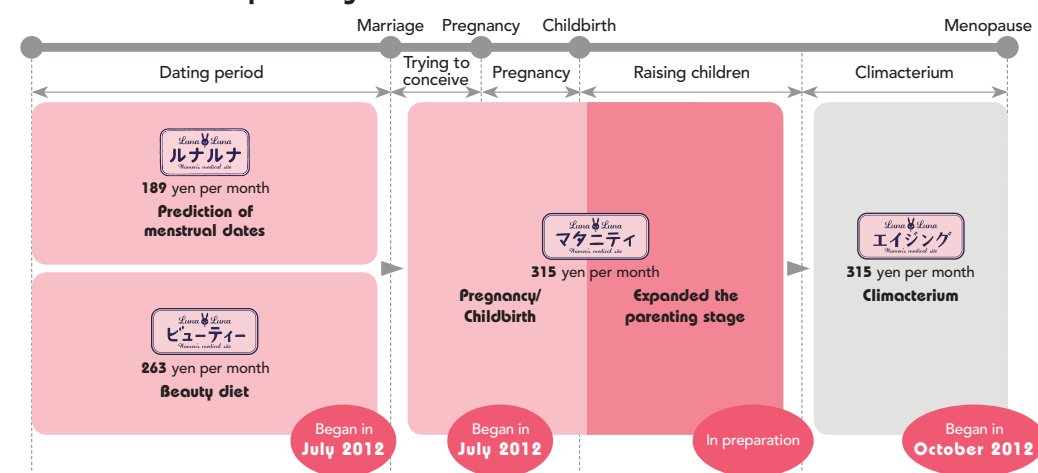 Marriage
Pregnancy
Childbirth
Menopause
Dating period
Trying to
conceive
Pregnancy
Raising children
Climacterium
Luna Luna
ルナルナ
Women's medical site
189 yen per month
Prediction of
menstrual dates
Luna Luna
ビューティー
Women's medical site
263 yen per month
Beauty diet
Began in
July 2012
Luna Luna
マタニティ
Women's medical site
315 yen per month
Pregnancy/
Childbirth
Expanded the
parenting stage
Began in
July 2012
In preparation
Luna Luna
エイジング
Women's medical site
315 yen per month
Climacterium
Began in
October 2012